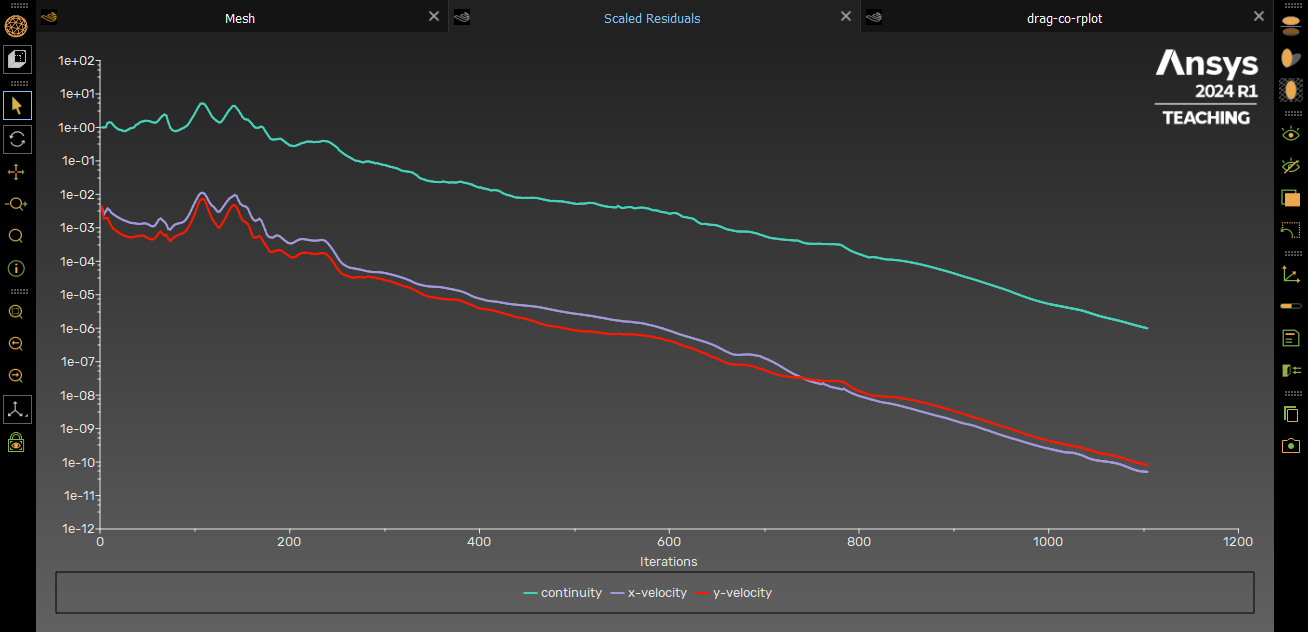 Mesh
Scaled Residuals
drag-co-rplot
Ansys
2024 R1
TEACHING
1e+02
1e+01
1e+00
1e-01
1e-02
1e-03
1e-04
1e-05
1e-06
1e-07
1e-08
1e-09
1e-10
1e-11
1e-12
0 200 400 600 800 1000 1200
Iterations
continuity x-velocity y-velocity